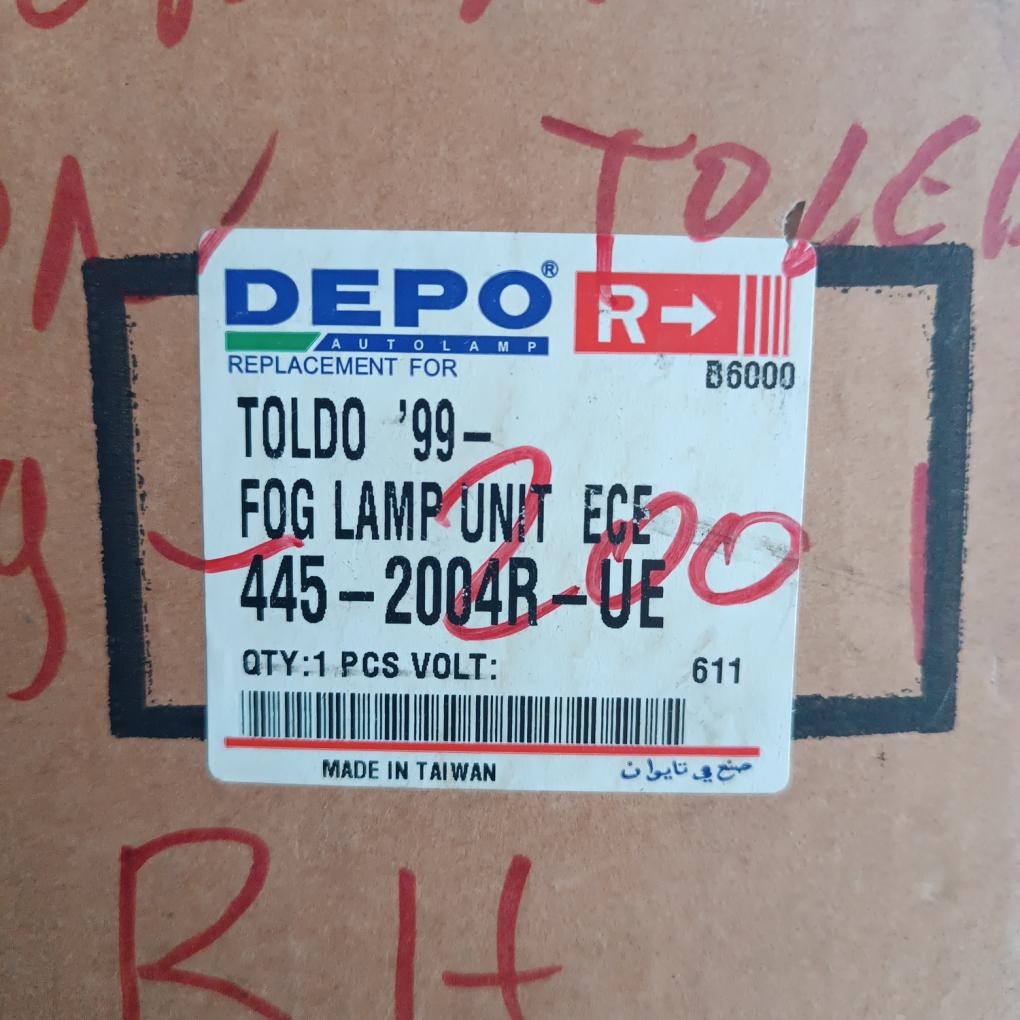 TOLE
DEPO®
AUTOLAMP
R→
REPLACEMENT FOR
B6000
TOLDO '99-
FOG LAMP UNIT ECE
200
445-2004R-UE
QTY:1 PCS VOLT: 611
MADE IN TAIWAN صنع في تايوان
RH